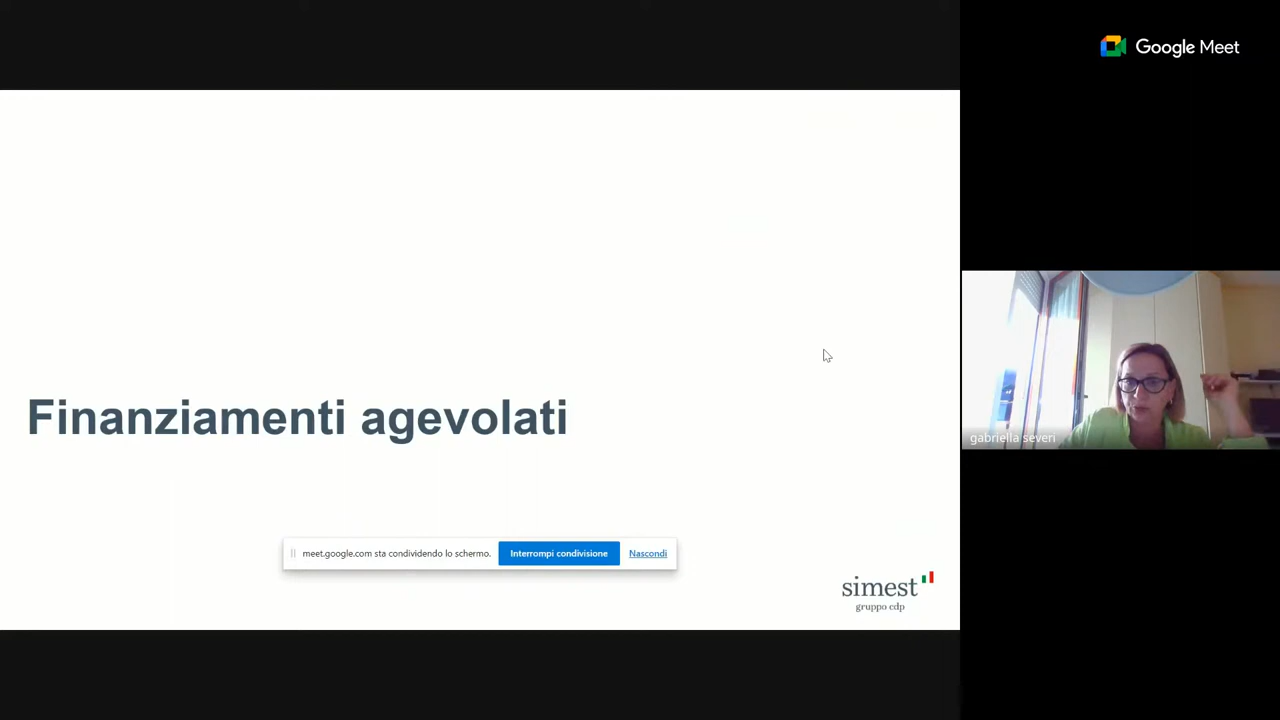 Google Meet
Finanziamenti agevolati
gabriella severi
meet.google.com sta condividendo lo schermo. Interrompi condivisione Nascondi
simest
gruppo cdp